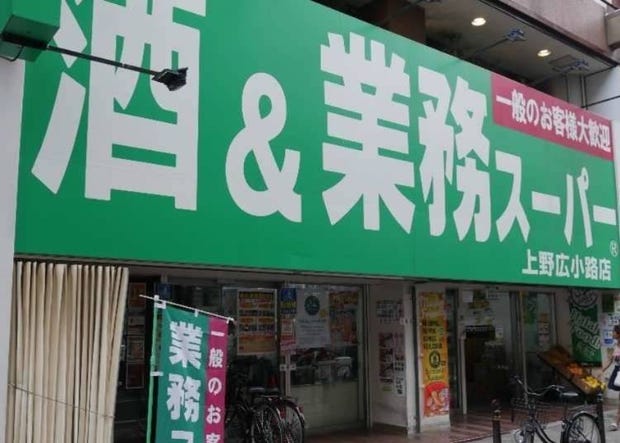 酒&業務スーパー®
一般のお客様大歓迎
上野広小路店
一般のお客
業務ス